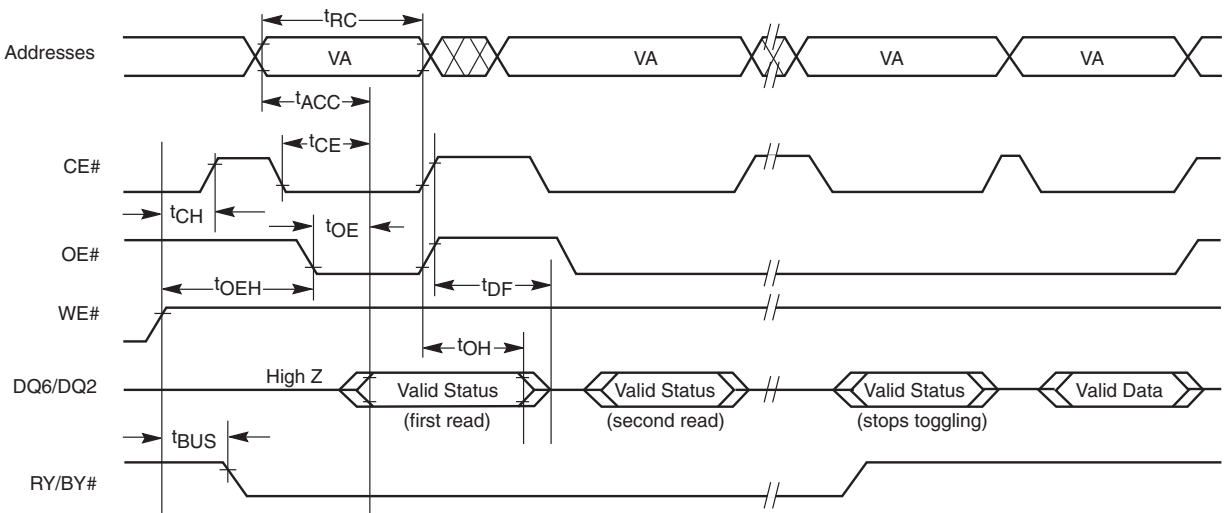 tRC
Addresses VA VA VA VA
tACC
tCE
CE#
tCH tOE
OE#
tOEH tDF
WE#
tOH
DQ6/DQ2 High Z Valid Status Valid Status Valid Status Valid Data
(first read) (second read) (stops toggling)
tBUS
RY/BY#